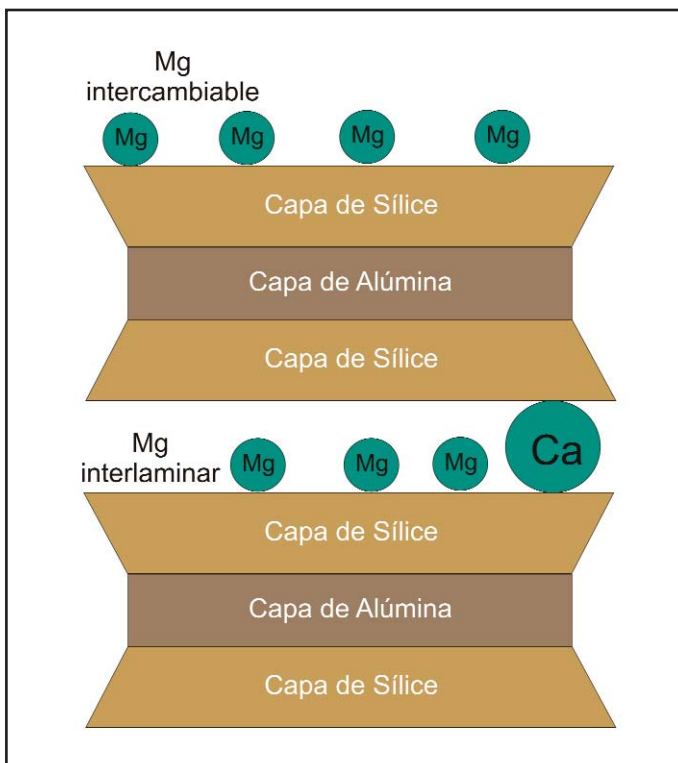 Mg
intercambiable
Mg Mg Mg Mg
Capa de Sílice
Capa de Alúmina
Capa de Sílice
Mg
interlaminar
Mg Mg Mg Ca
Capa de Sílice
Capa de Alúmina
Capa de Sílice